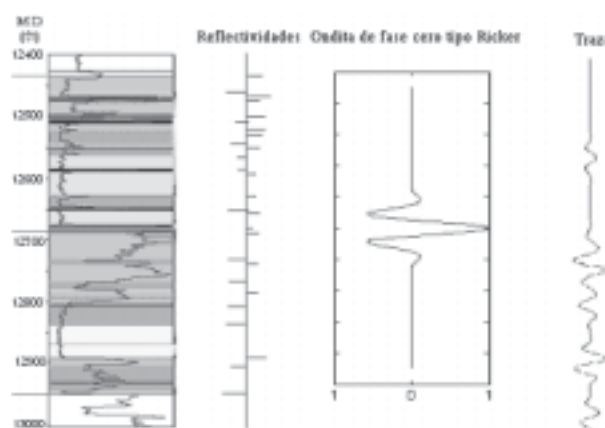 MD
(ft)
Reflectividades
Ondita de fase cero tipo Ricker
Traz
12400
12500
12600
12700
12800
12900
13000
1 0 1